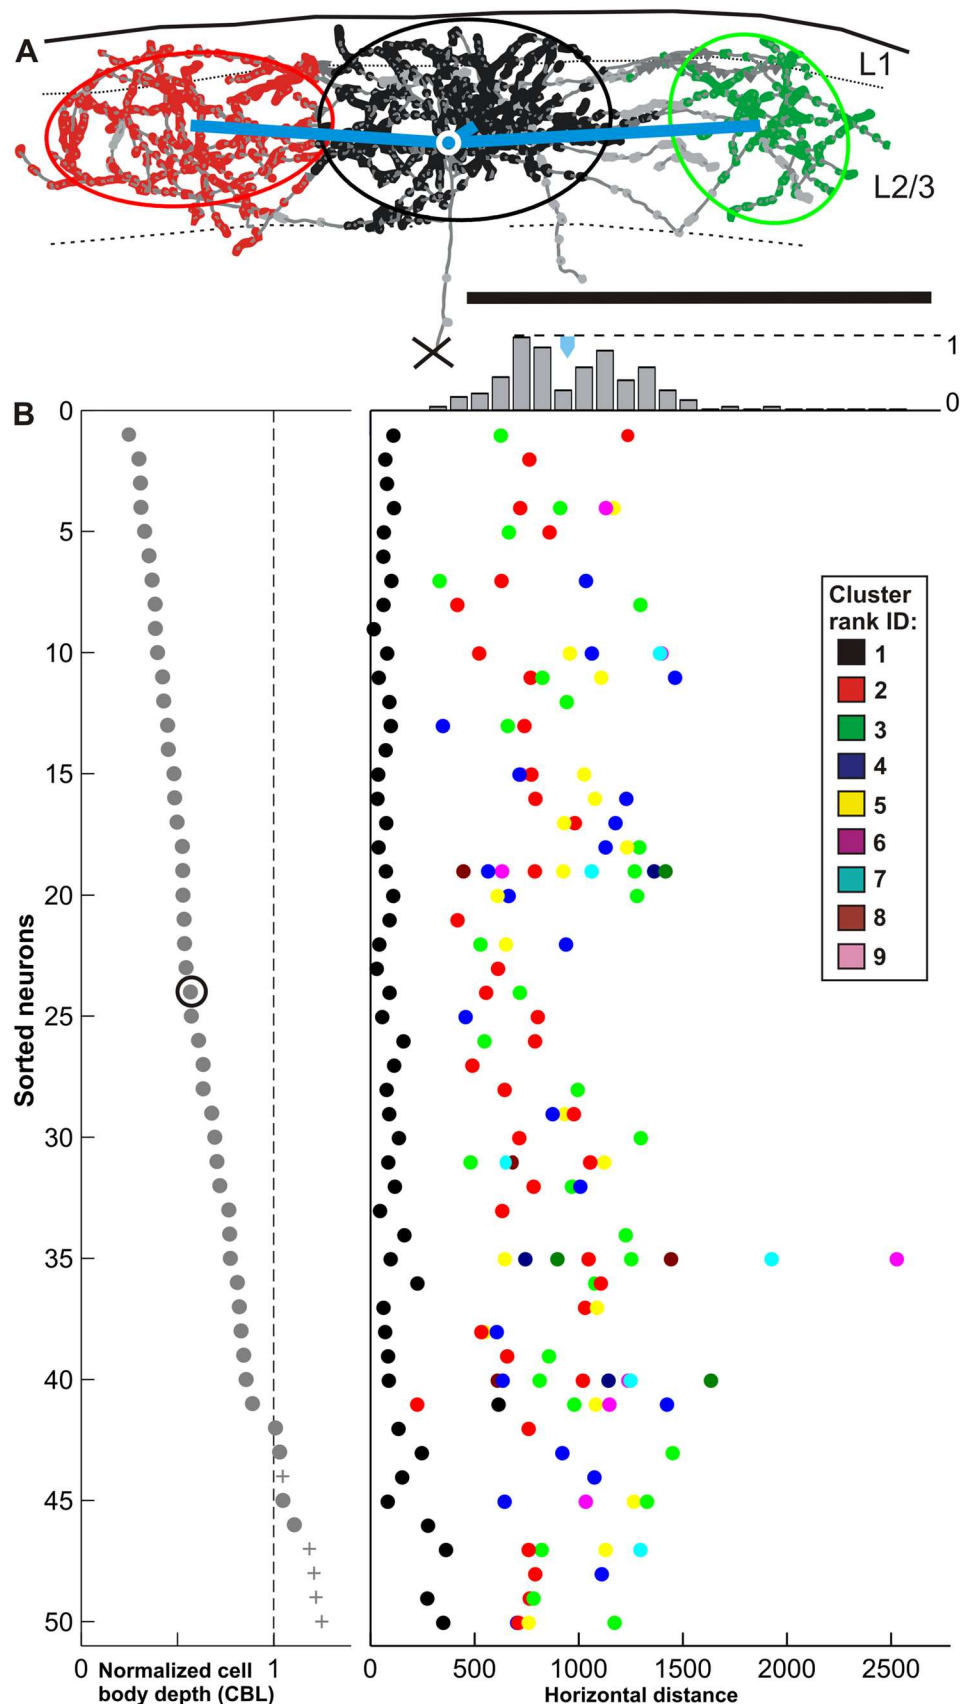 A
L1
L2/3
1
0
B
0
5
10
15
20
25
30
35
40
45
50
Sorted neurons
Cluster
rank ID:
1
2
3
4
5
6
7
8
9
0 Normalized cell 1
body depth (CBL)
0 500 1000 1500 2000 2500
Horizontal distance